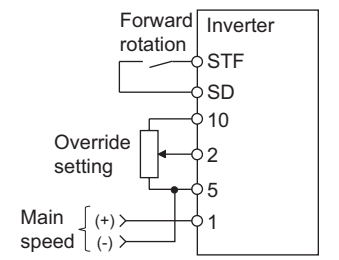 Forward
rotation
Inverter
STF
SD
10
Override
setting
2
5
Main
speed
(+)
(-)
1